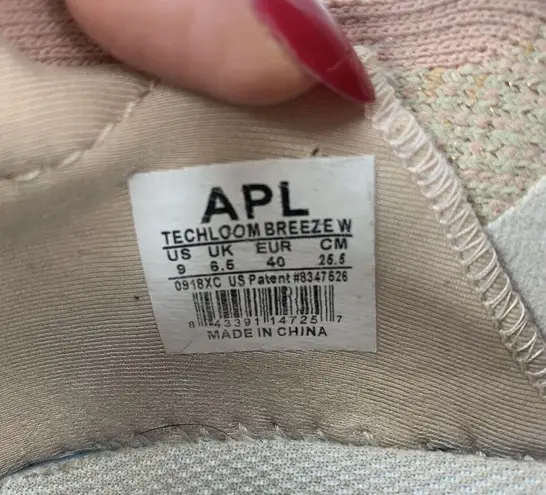 APL
TECHLOOM BREEZE W
US UK EUR CM
9 6.5 40 25.5
0918XC US Patent #8347526
8 43391 14725 7
MADE IN CHINA